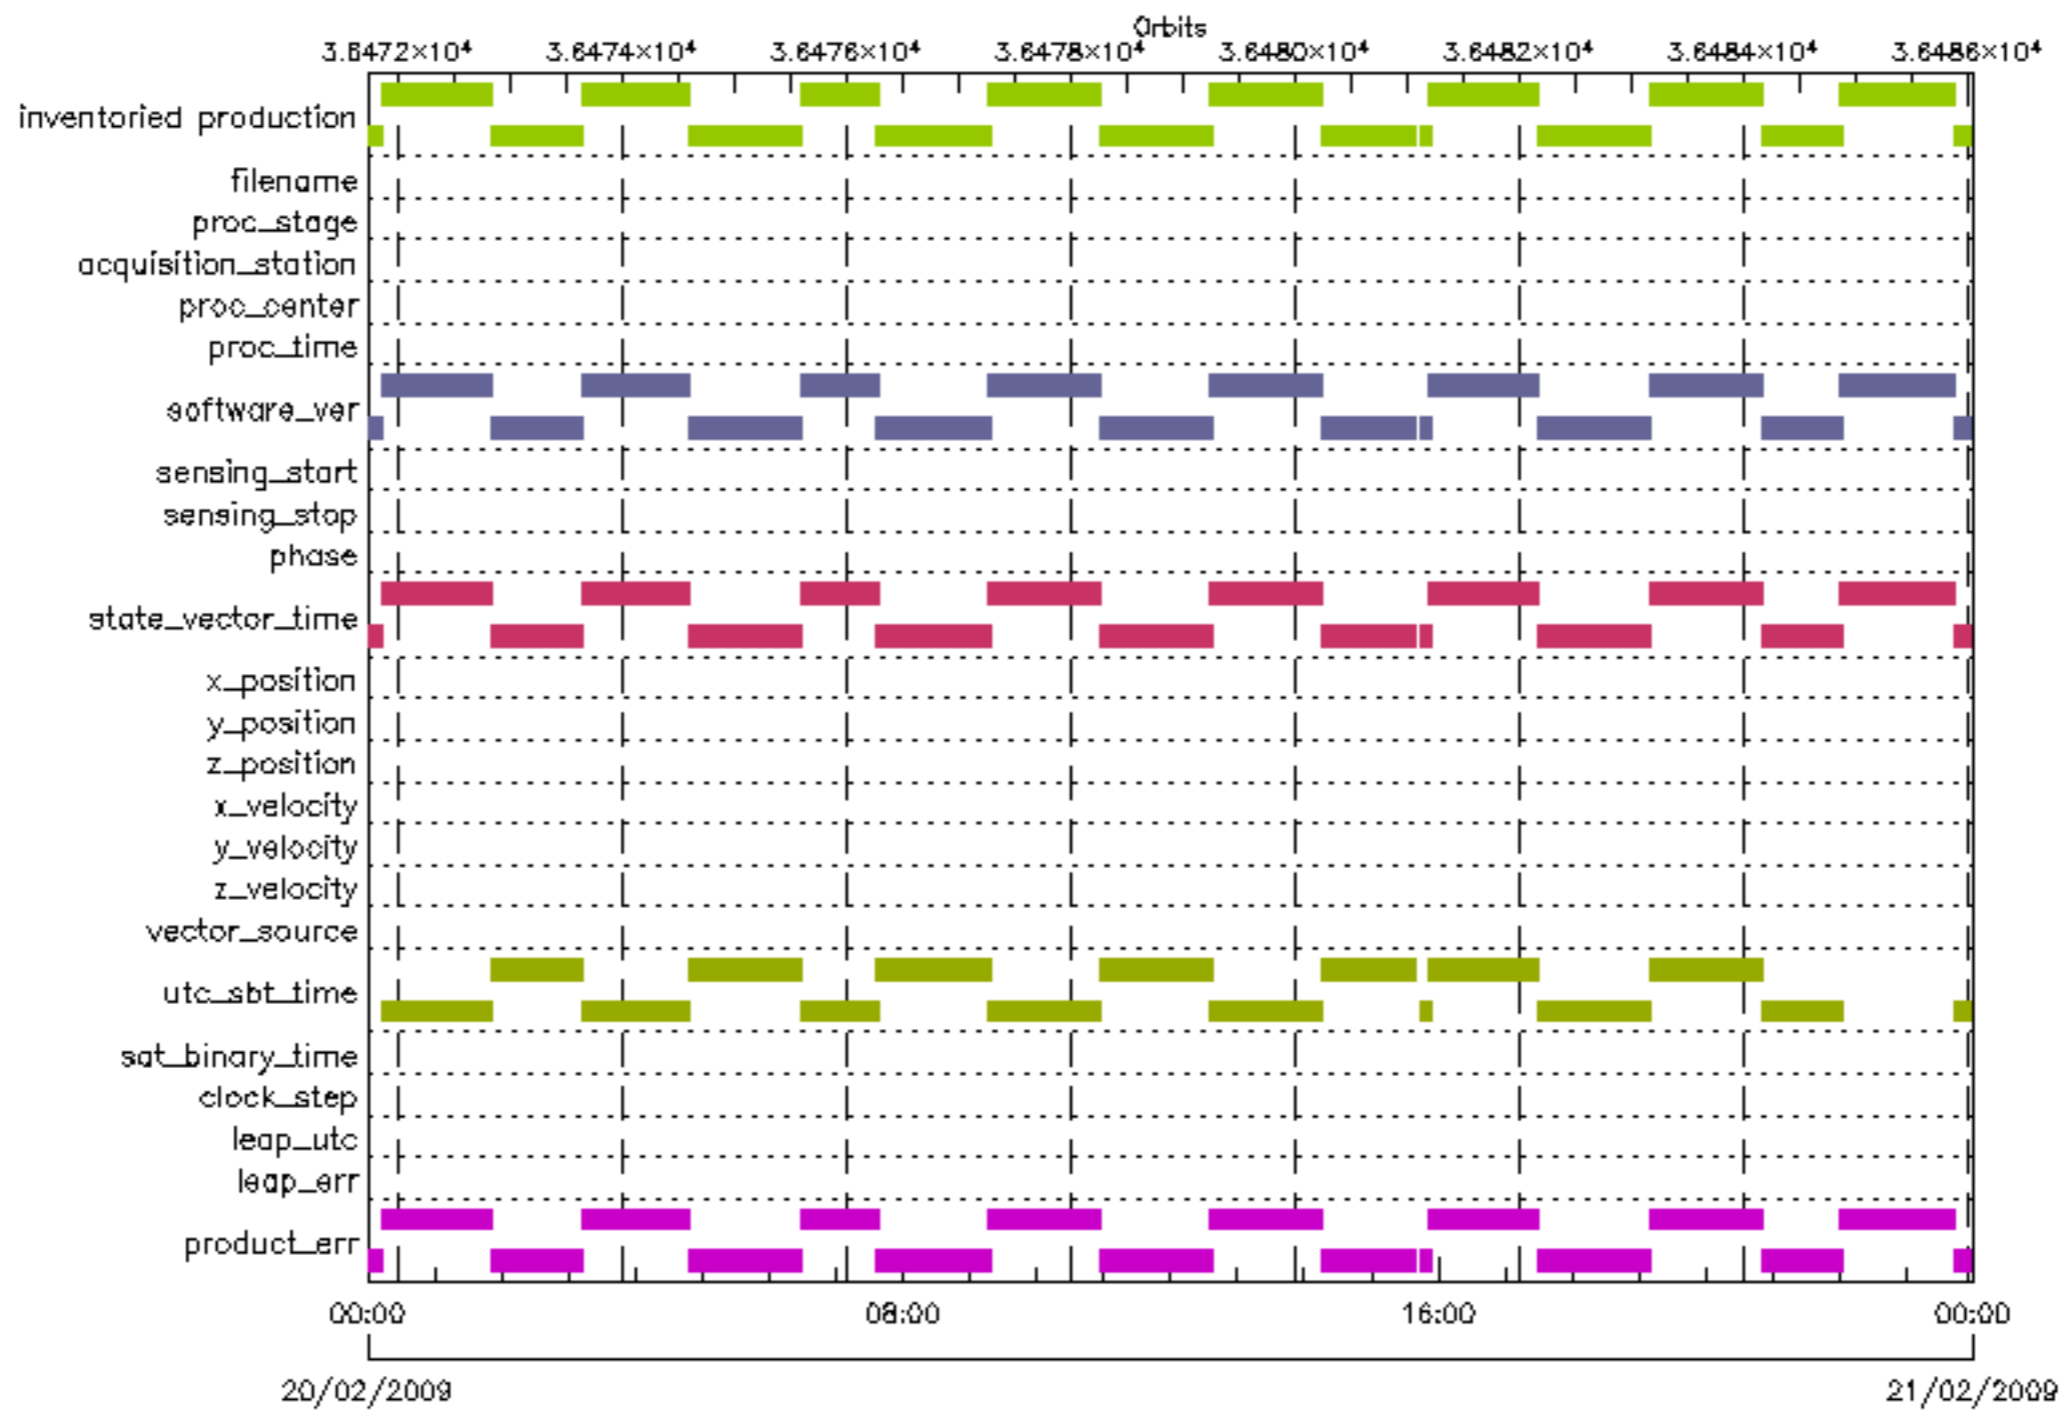 Orbits
3.6472×10⁴ 3.6474×10⁴ 3.6476×10⁴ 3.6478×10⁴ 3.6480×10⁴ 3.6482×10⁴ 3.6484×10⁴ 3.6486×10⁴
inventoried production
filename
proc_stage
acquisition_station
proc_center
proc_time
software_ver
sensing_start
sensing_stop
phase
state_vector_time
x_position
y_position
z_position
x_velocity
y_velocity
z_velocity
vector_source
utc_sbt_time
sat_binary_time
clock_step
leap_utc
leap_err
product_err
00:00 08:00 16:00 00:00
20/02/2009 21/02/2009